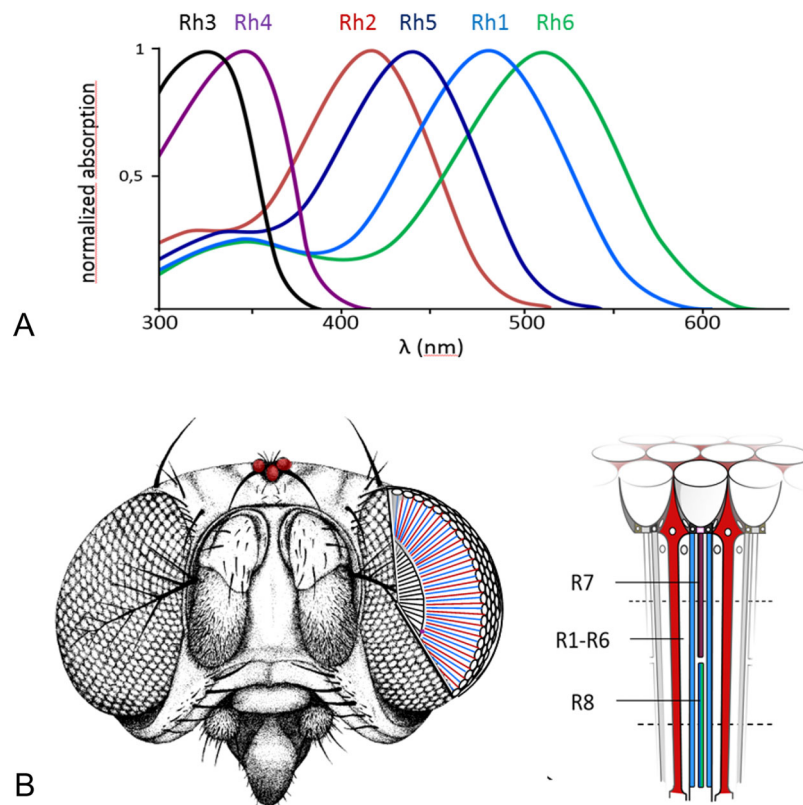 Rh3 Rh4 Rh2 Rh5 Rh1 Rh6
1
0,5
normalized absorption
300 400 500 600
λ (nm)
A
R7
R1-R6
R8
B